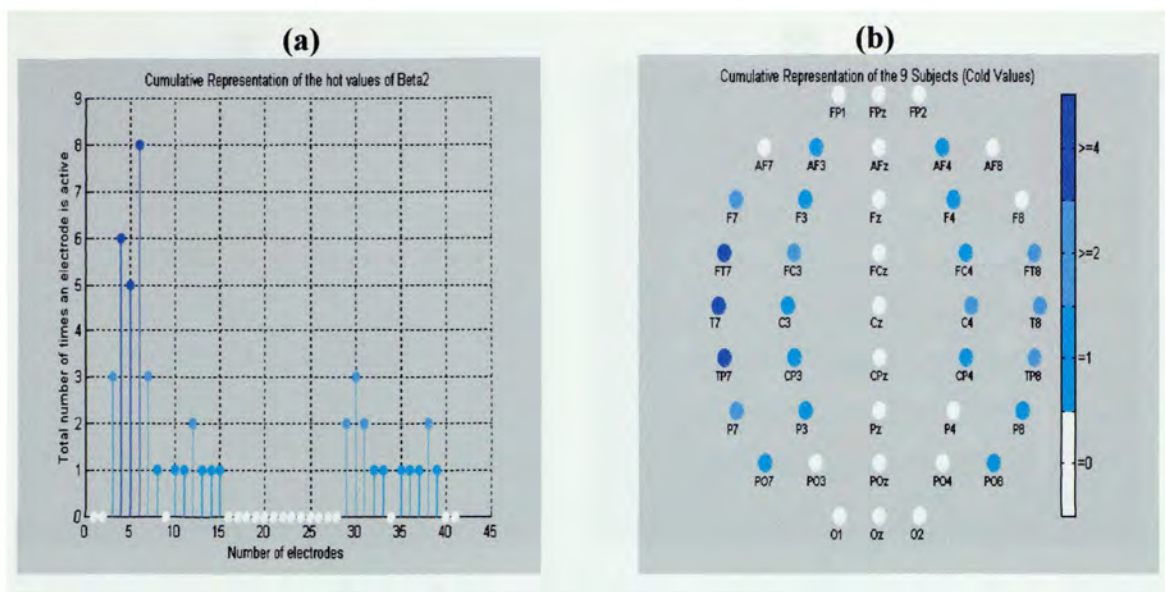 (a)
Cumulative Representation of the hot values of Beta2
Total number of times an electrode is active
9
8
7
6
5
4
3
2
1
0
0 5 10 15 20 25 30 35 40 45
Number of electrodes
(b)
Cumulative Representation of the 9 Subjects (Cold Values)
FP1 FPz FP2
AF7 AF3 AFz AF4 AF8
F7 F3 Fz F4 F8
FT7 FC3 FCz FC4 FT8
T7 C3 Cz C4 T8
TP7 CP3 CPz CP4 TP8
P7 P3 Pz P4 P8
PO7 PO3 POz PO4 PO8
O1 Oz O2
>=4
>=2
=1
=0